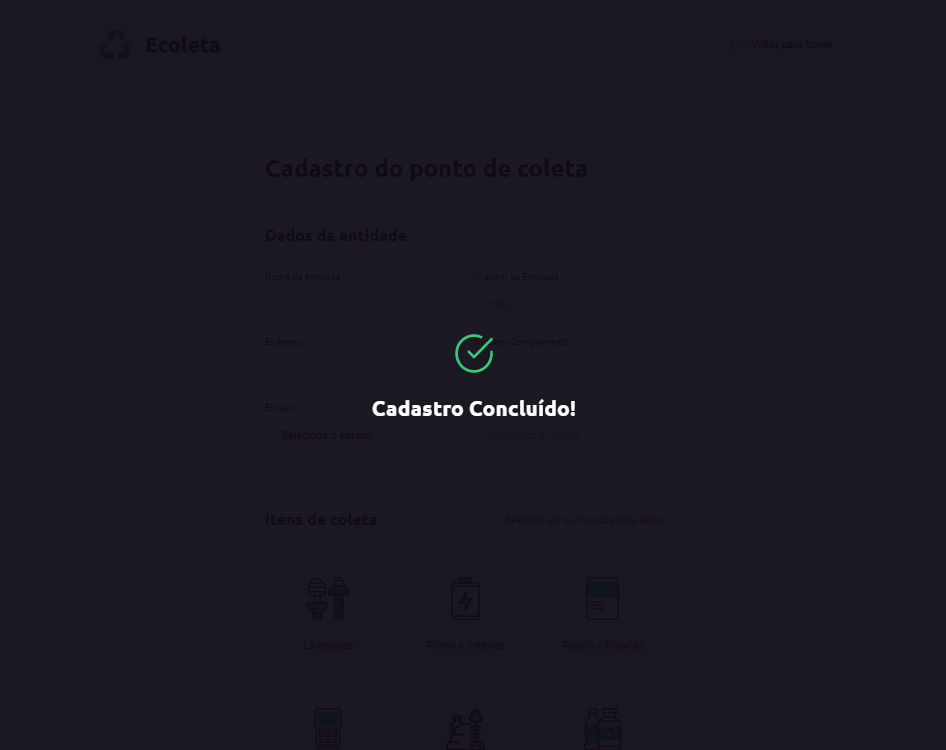 Ecoleta
Voltar para home
Cadastro do ponto de coleta
Dados da entidade
Nome da entidade
Imagem da Entidade
http://
Endereço
/Complemento
Cadastro Concluído!
Estado
Selecione o estado
Selecione a cidade
Itens de coleta
Selecione um ou mais dos itens abaixo
Lâmpadas
Pilhas e baterias
Papéis e Papelão